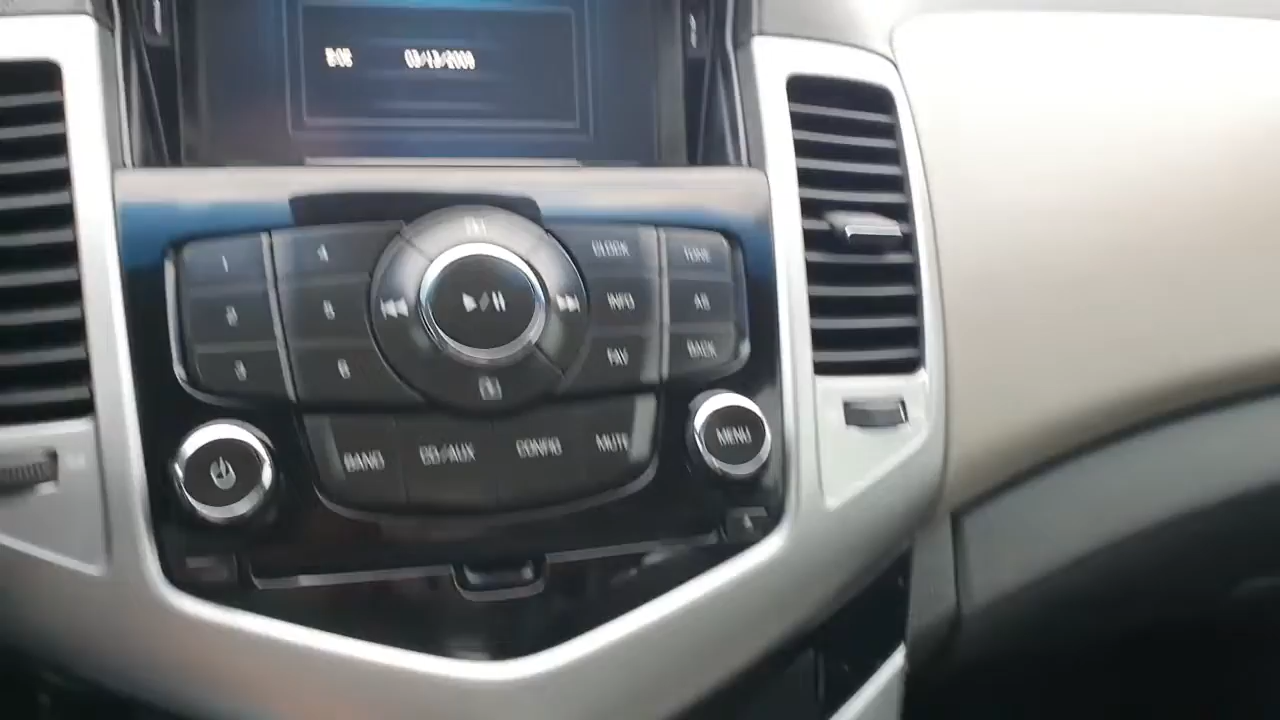 1
4
CLOCK
TONE
2
5
INFO
AS
3
6
FAV
BACK
BAND
CD/AUX
CONFIG
MUTE
MENU